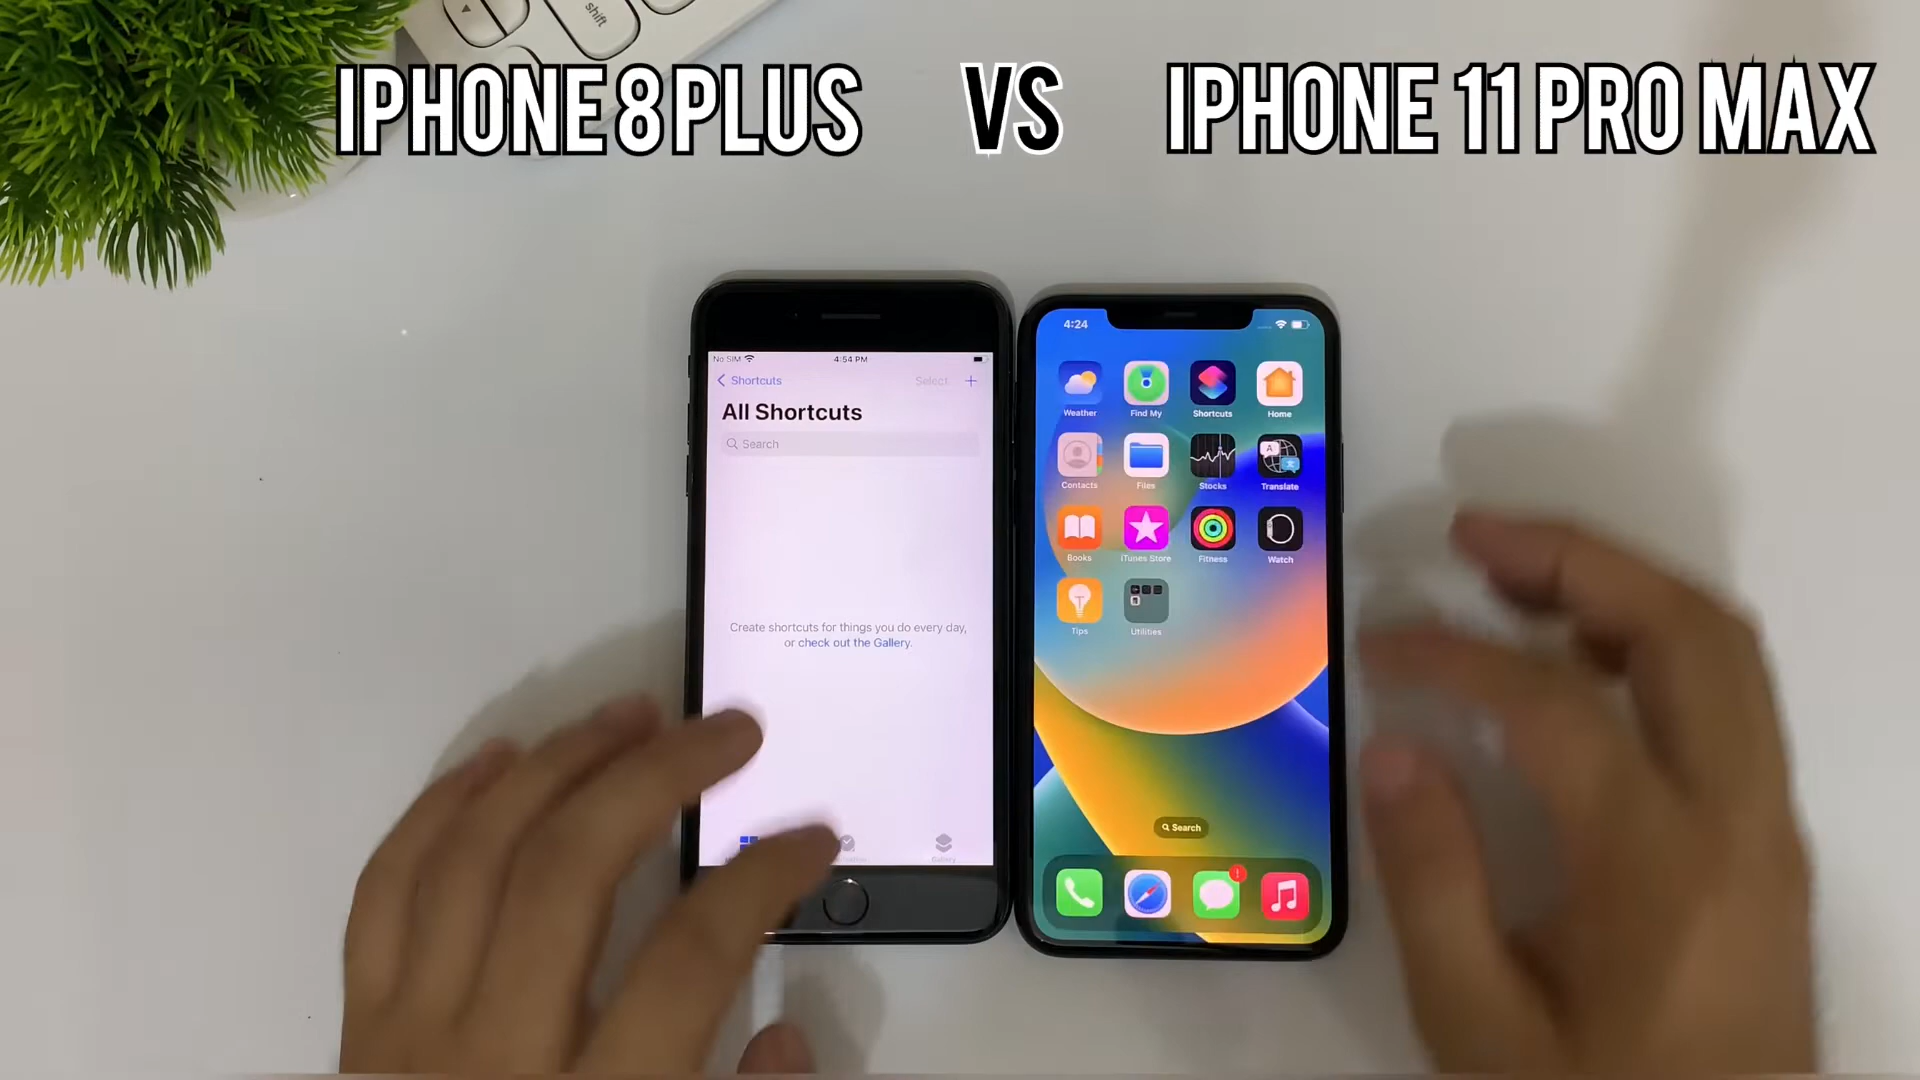 shift
IPHONE 8 PLUS VS IPHONE 11 PRO MAX
No SIM 4:54 PM
Shortcuts Select +
All Shortcuts
Search
Create shortcuts for things you do every day,
or check out the Gallery.
Gallery
4:24
Weather Find My Shortcuts Home
Contacts Files Stocks Translate
Books iTunes Store Fitness Watch
Tips Utilities
Search